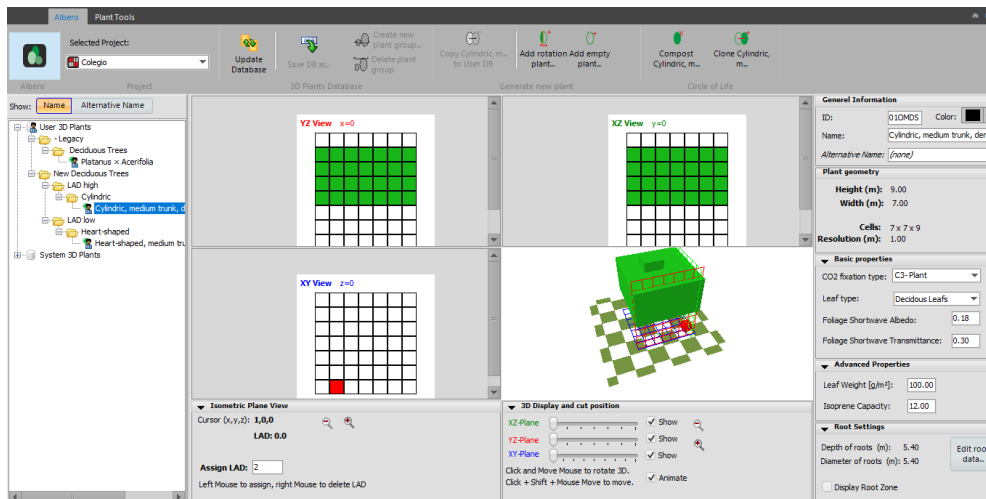 Albero Plant Tools
Selected Project:
Colegio
Update
Database
Save DB as..
Create new
plant group...
Delete plant
group
Copy Cylindric, m...
to User DB
Add rotation
plant...
Add empty
plant...
Compost
Cylindric, m...
Clone Cylindric,
m...
Albero Project 3D Plants Database Generate new plant Circle of Life
Show: Name Alternative Name
User 3D Plants
- Legacy
Deciduous Trees
Platanus × Acerifolia
New Deciduous Trees
LAD high
Cylindric
Cylindric, medium trunk, d
LAD low
Heart-shaped
Heart-shaped, medium tru
System 3D Plants
YZ View x=0
XZ View y=0
XY View z=0
Isometric Plane View
Cursor (x,y,z): 1,0,0
LAD: 0.0
Assign LAD: 2
Left Mouse to assign, right Mouse to delete LAD
3D Display and cut position
XZ-Plane Show
YZ-Plane Show
XY-Plane Show
Click and Move Mouse to rotate 3D.
Click + Shift + Mouse Move to move.
Animate
Generel Information
ID: 01OMDS Color:
Name: Cylindric, medium trunk, der
Alternative Name: (none)
Plant geometry
Height (m): 9.00
Width (m): 7.00
Cells: 7 x 7 x 9
Resolution (m): 1.00
Basic properties
CO2 fixation type: C3- Plant
Leaf type: Decidous Leafs
Foliage Shortwave Albedo: 0.18
Foliage Shortwave Transmittance: 0.30
Advanced Properties
Leaf Weight [g/m²]: 100.00
Isoprene Capacity: 12.00
Root Settings
Depth of roots (m): 5.40
Diameter of roots (m): 5.40
Edit roo
data...
Display Root Zone